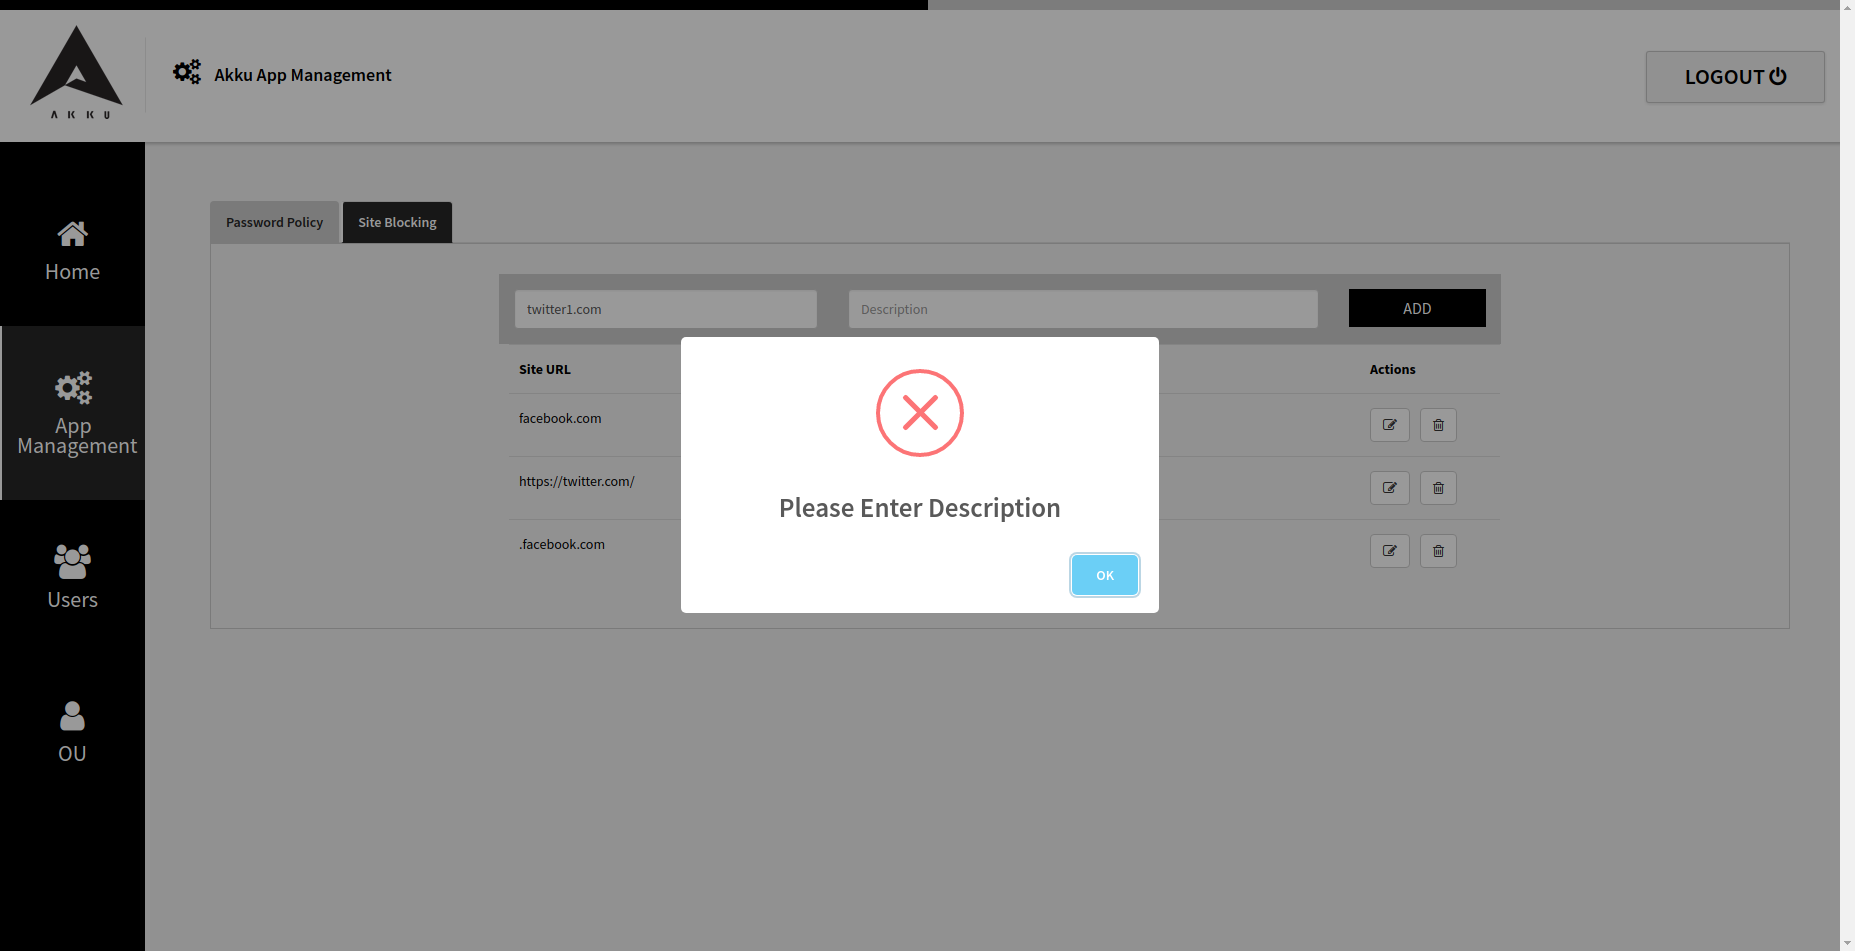 AKKU
Akku App Management
LOGOUT
Home
App
Management
Users
OU
Password Policy
Site Blocking
twitter1.com
Description
ADD
Site URL
Actions
facebook.com
https://twitter.com/
.facebook.com
Please Enter Description
OK